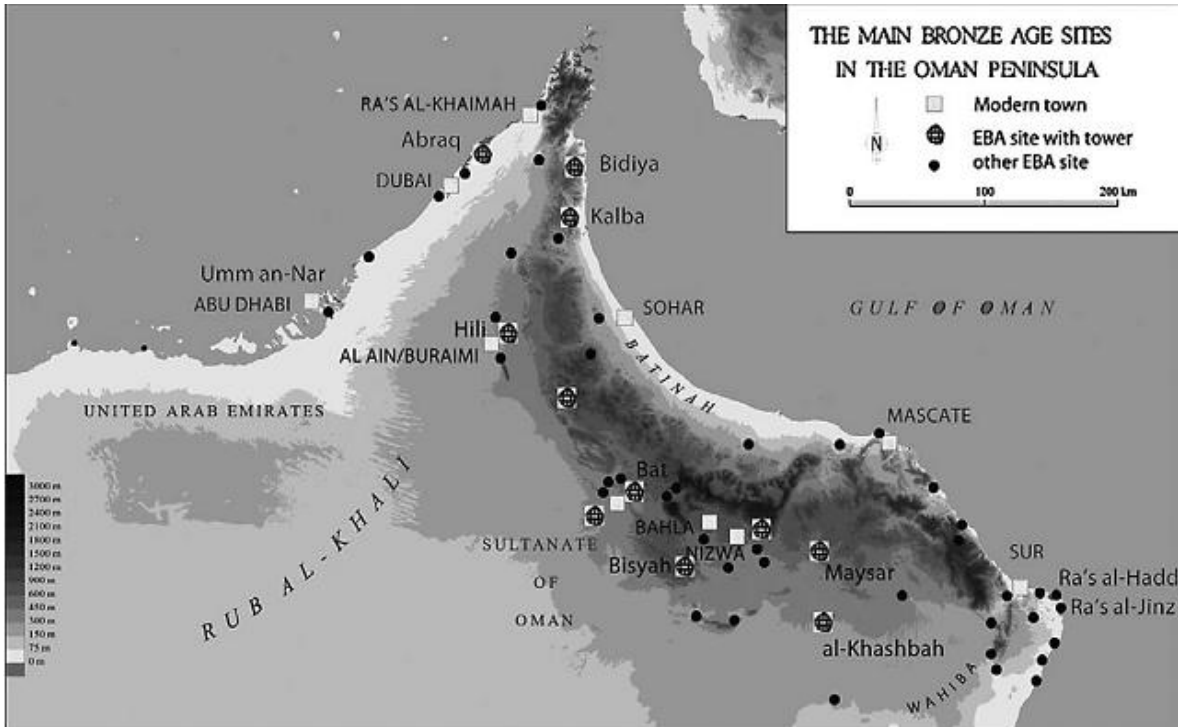 THE MAIN BRONZE AGE SITES
IN THE OMAN PENINSULA
N
Modern town
EBA site with tower
other EBA site
0 100 200 km
RA'S AL-KHAIMAH
Abraq
DUBAI
Bidiya
Kalba
Umm an-Nar
ABU DHABI
SOHAR
GULF OF OMAN
Hili
AL AIN/BURAIMI
BATINAH
UNITED ARAB EMIRATES
MASCATE
RUB AL-KHALI
Bat
BAHLA
SULTANATE
OF
OMAN
NIZWA
Bisyah
Maysar
SUR
Ra's al-Hadd
Ra's al-Jinz
al-Khashbah
WAHIBA
3000 m
2700 m
2400 m
2100 m
1800 m
1500 m
1200 m
900 m
600 m
450 m
300 m
150 m
75 m
0 m